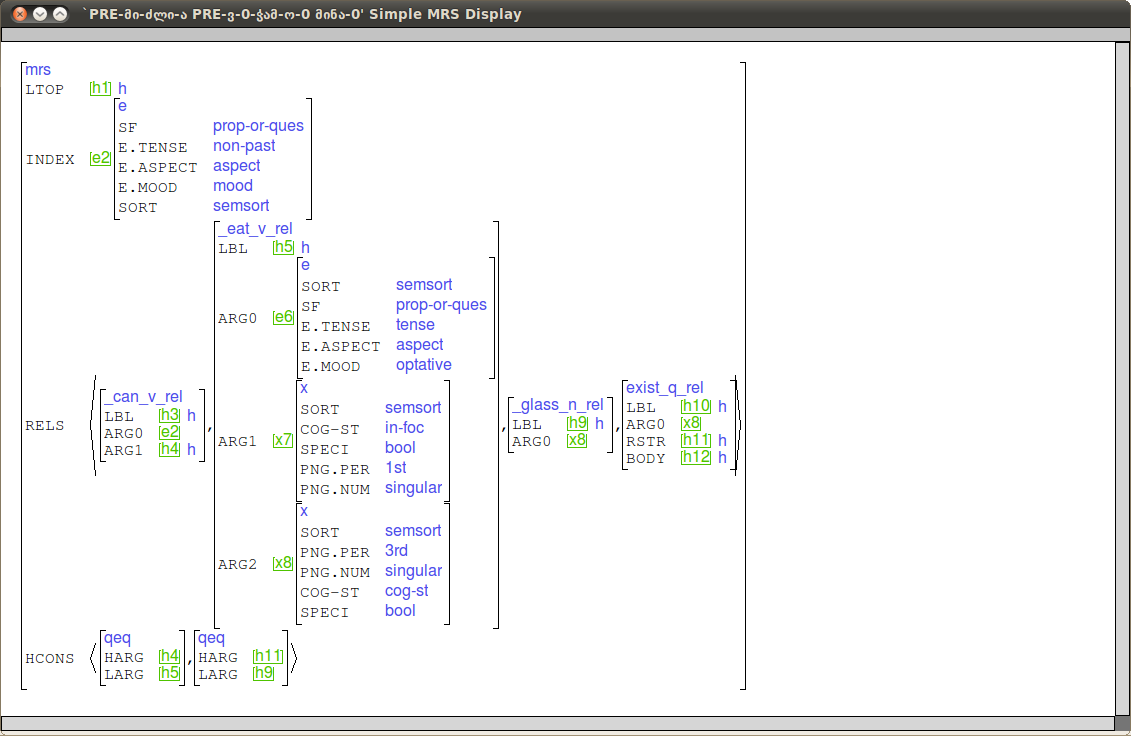 `PRE-მი-ძლი-ა PRE-ვ-0-ჭამ-ო-0 მინა-0' Simple MRS Display
mrs
LTOP h1 h
e
SF prop-or-ques
E.TENSE non-past
INDEX e2
E.ASPECT aspect
E.MOOD mood
SORT semsort
_eat_v_rel
LBL h5 h
e
SORT semsort
SF prop-or-ques
ARG0 e6
E.TENSE tense
E.ASPECT aspect
E.MOOD optative
_can_v_rel
LBL h3 h
ARG0 e2
ARG1 h4 h
RELS
x
SORT semsort
COG-ST in-foc
ARG1 x7
SPECI bool
PNG.PER 1st
PNG.NUM singular
x
SORT semsort
PNG.PER 3rd
ARG2 x8
PNG.NUM singular
COG-ST cog-st
SPECI bool
_glass_n_rel
LBL h9 h
ARG0 x8
exist_q_rel
LBL h10 h
ARG0 x8
RSTR h11 h
BODY h12 h
HCONS
qeq
HARG h4
LARG h5
qeq
HARG h11
LARG h9